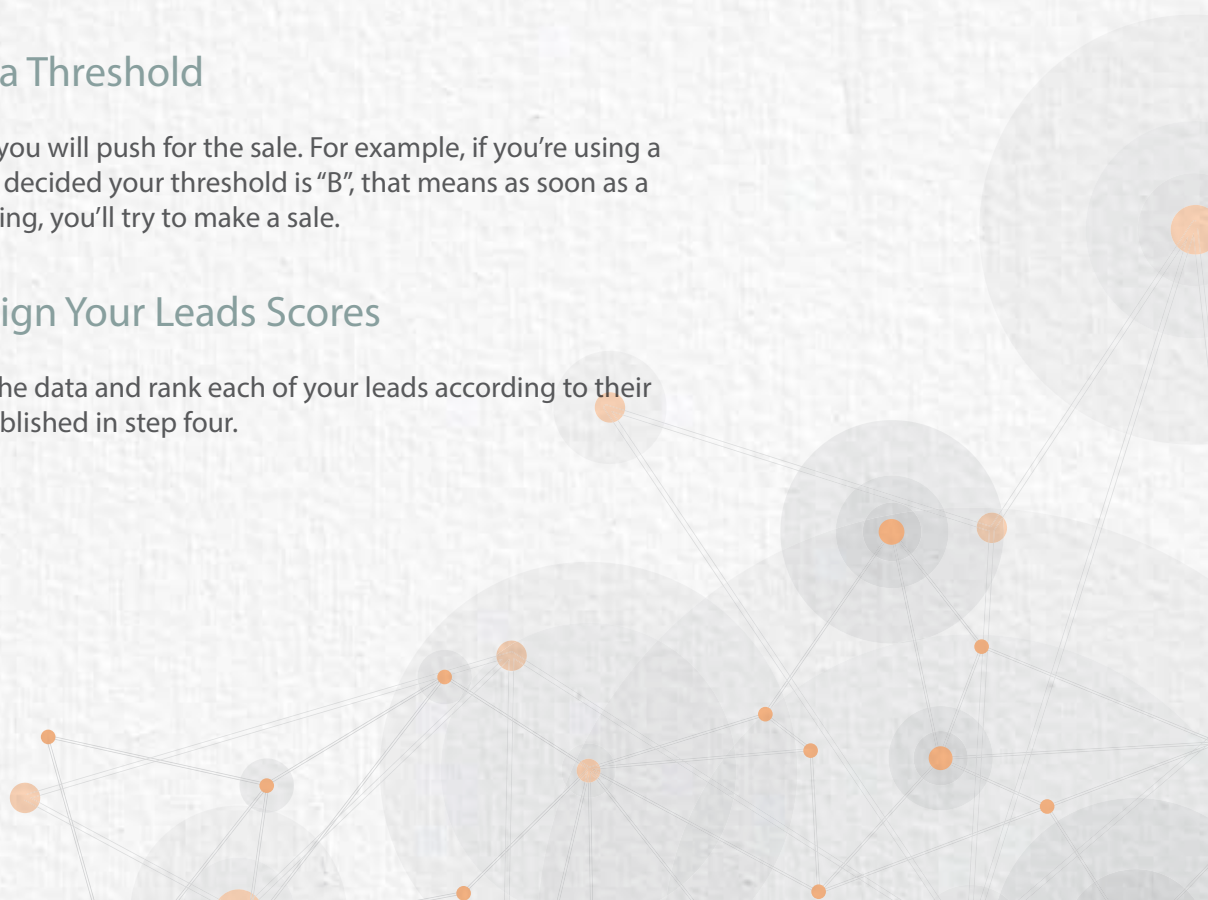 a Threshold
you will push for the sale. For example, if you’re using a
decided your threshold is “B”, that means as soon as a
ing, you’ll try to make a sale.
ign Your Leads Scores
he data and rank each of your leads according to their
blished in step four.